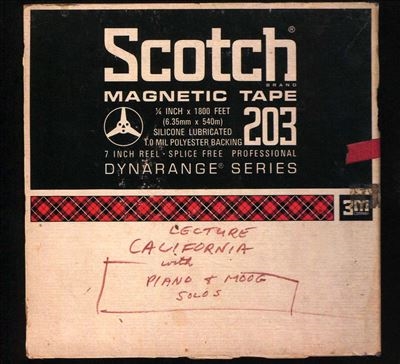 Scotch®
BRAND
MAGNETIC TAPE
¼ INCH x 1800 FEET
(6.35mm x 540m)
SILICONE LUBRICATED
1.0 MIL POLYESTER BACKING
203
7 INCH REEL • SPLICE FREE PROFESSIONAL
DYNARANGE® SERIES
3M
LECTURE
CALIFORNIA
with
PIANO & MOOG
SOLOS